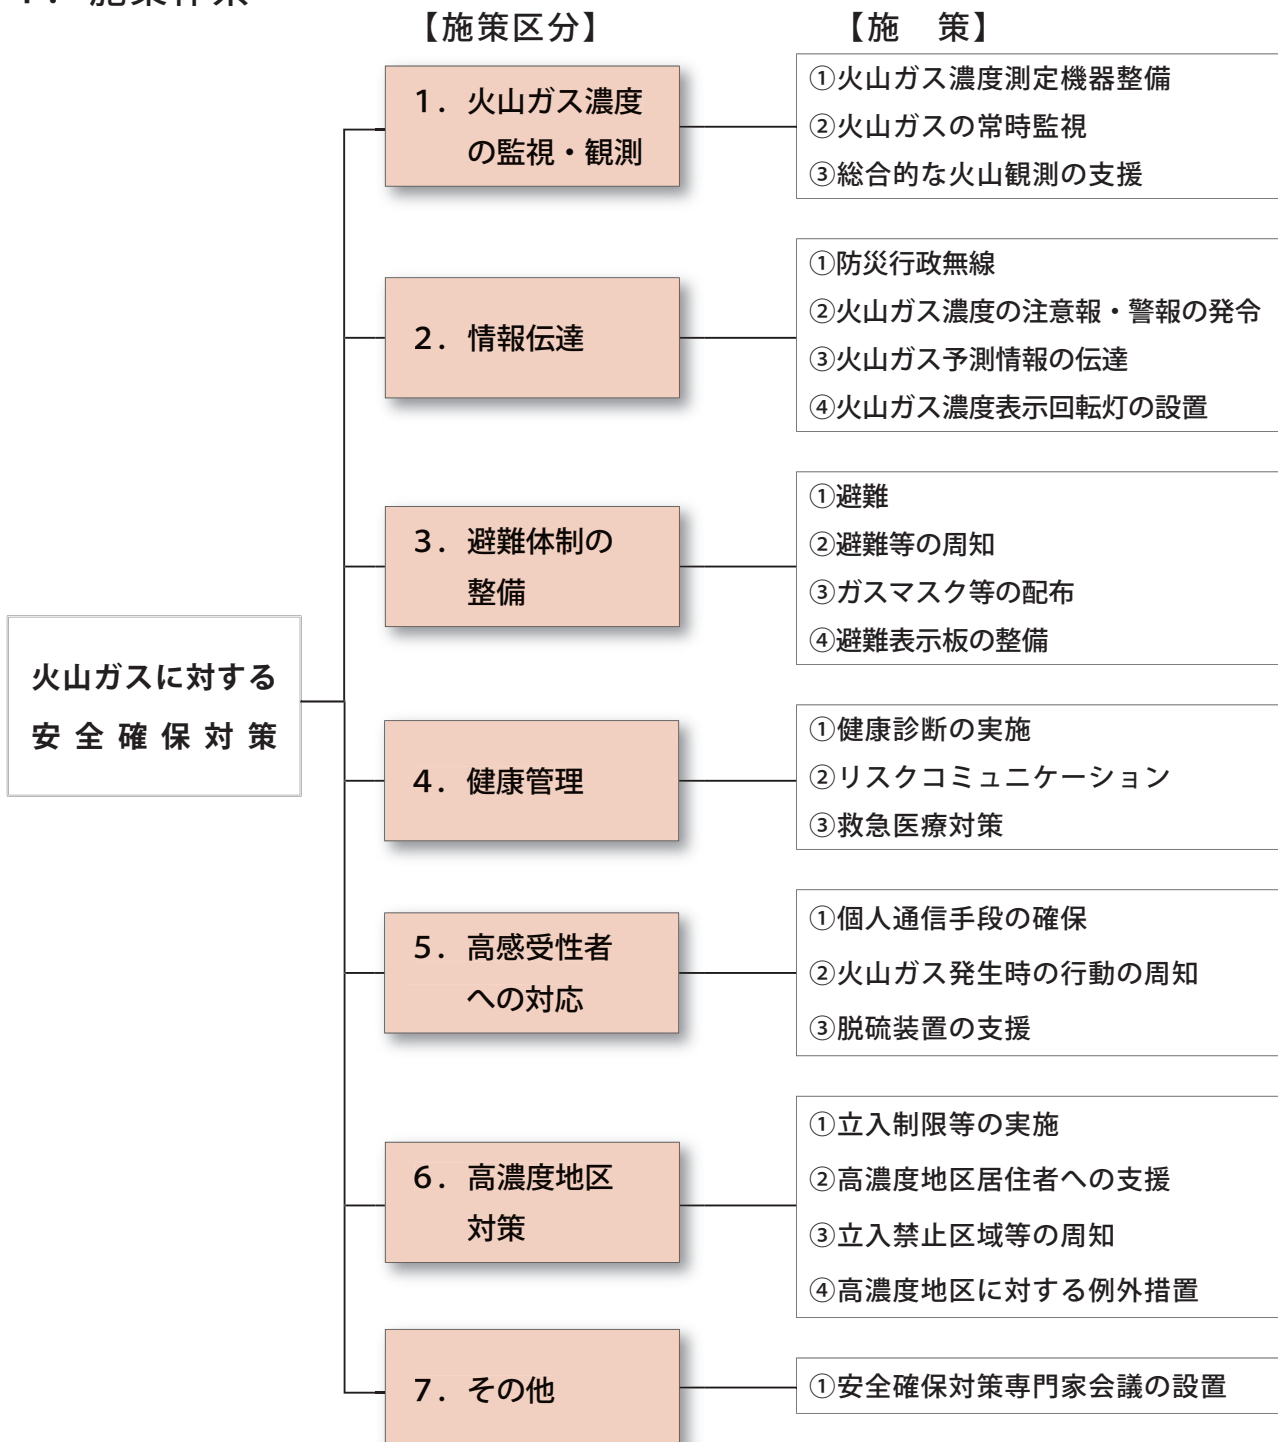 【施策区分】
【施　策】
火山ガスに対する
安全確保対策
1．火山ガス濃度
の監視・観測
①火山ガス濃度測定機器整備
②火山ガスの常時監視
③総合的な火山観測の支援
2．情報伝達
①防災行政無線
②火山ガス濃度の注意報・警報の発令
③火山ガス予測情報の伝達
④火山ガス濃度表示回転灯の設置
3．避難体制の
整備
①避難
②避難等の周知
③ガスマスク等の配布
④避難表示板の整備
4．健康管理
①健康診断の実施
②リスクコミュニケーション
③救急医療対策
5．高感受性者
への対応
①個人通信手段の確保
②火山ガス発生時の行動の周知
③脱硫装置の支援
6．高濃度地区
対策
①立入制限等の実施
②高濃度地区居住者への支援
③立入禁止区域等の周知
④高濃度地区に対する例外措置
7．その他
①安全確保対策専門家会議の設置